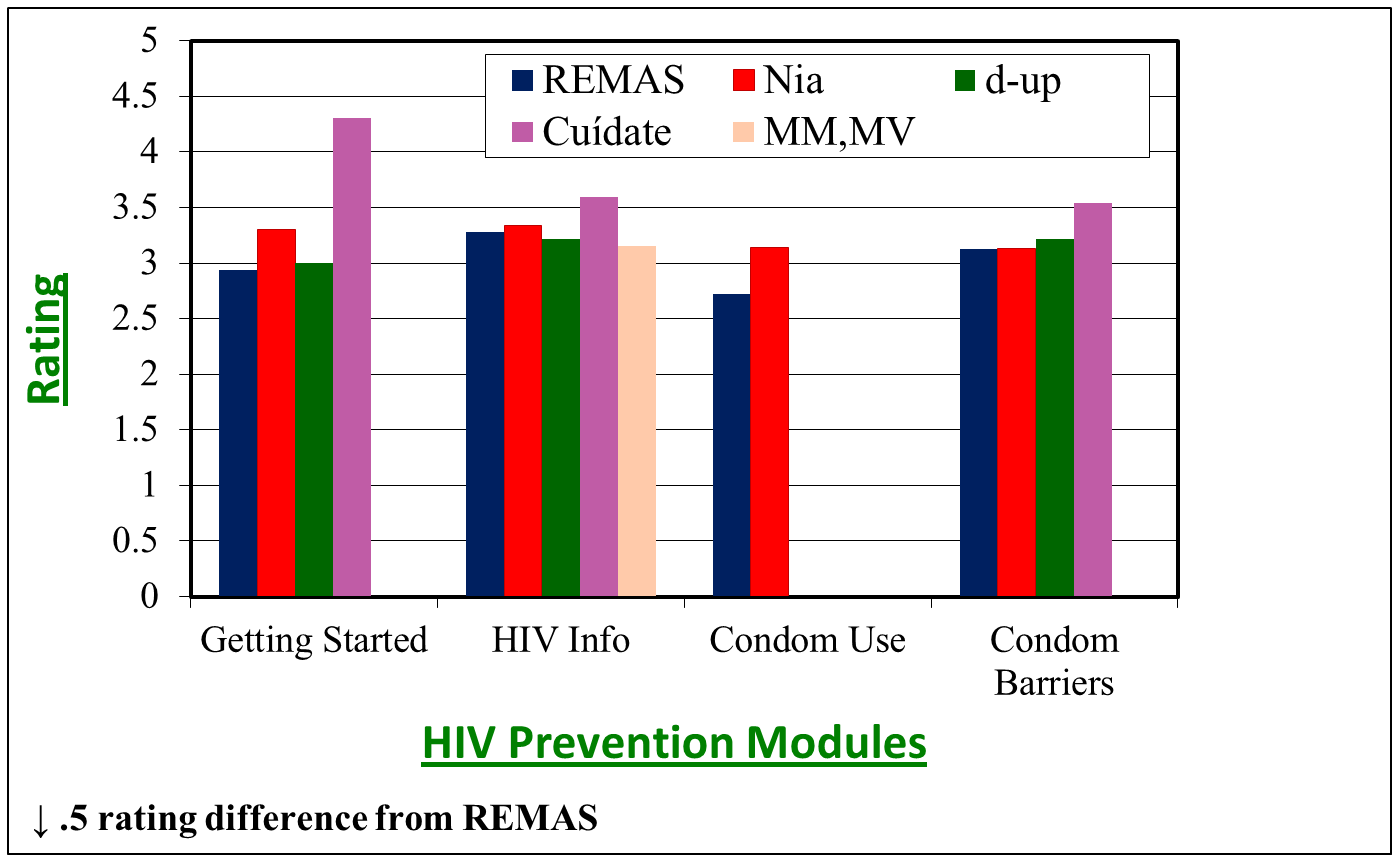 5
4.5
4
3.5
3
2.5
2
1.5
1
0.5
0
REMAS Nia d-up
Cuídate MM,MV
Rating
Getting Started HIV Info Condom Use Condom
Barriers
HIV Prevention Modules
↓ .5 rating difference from REMAS